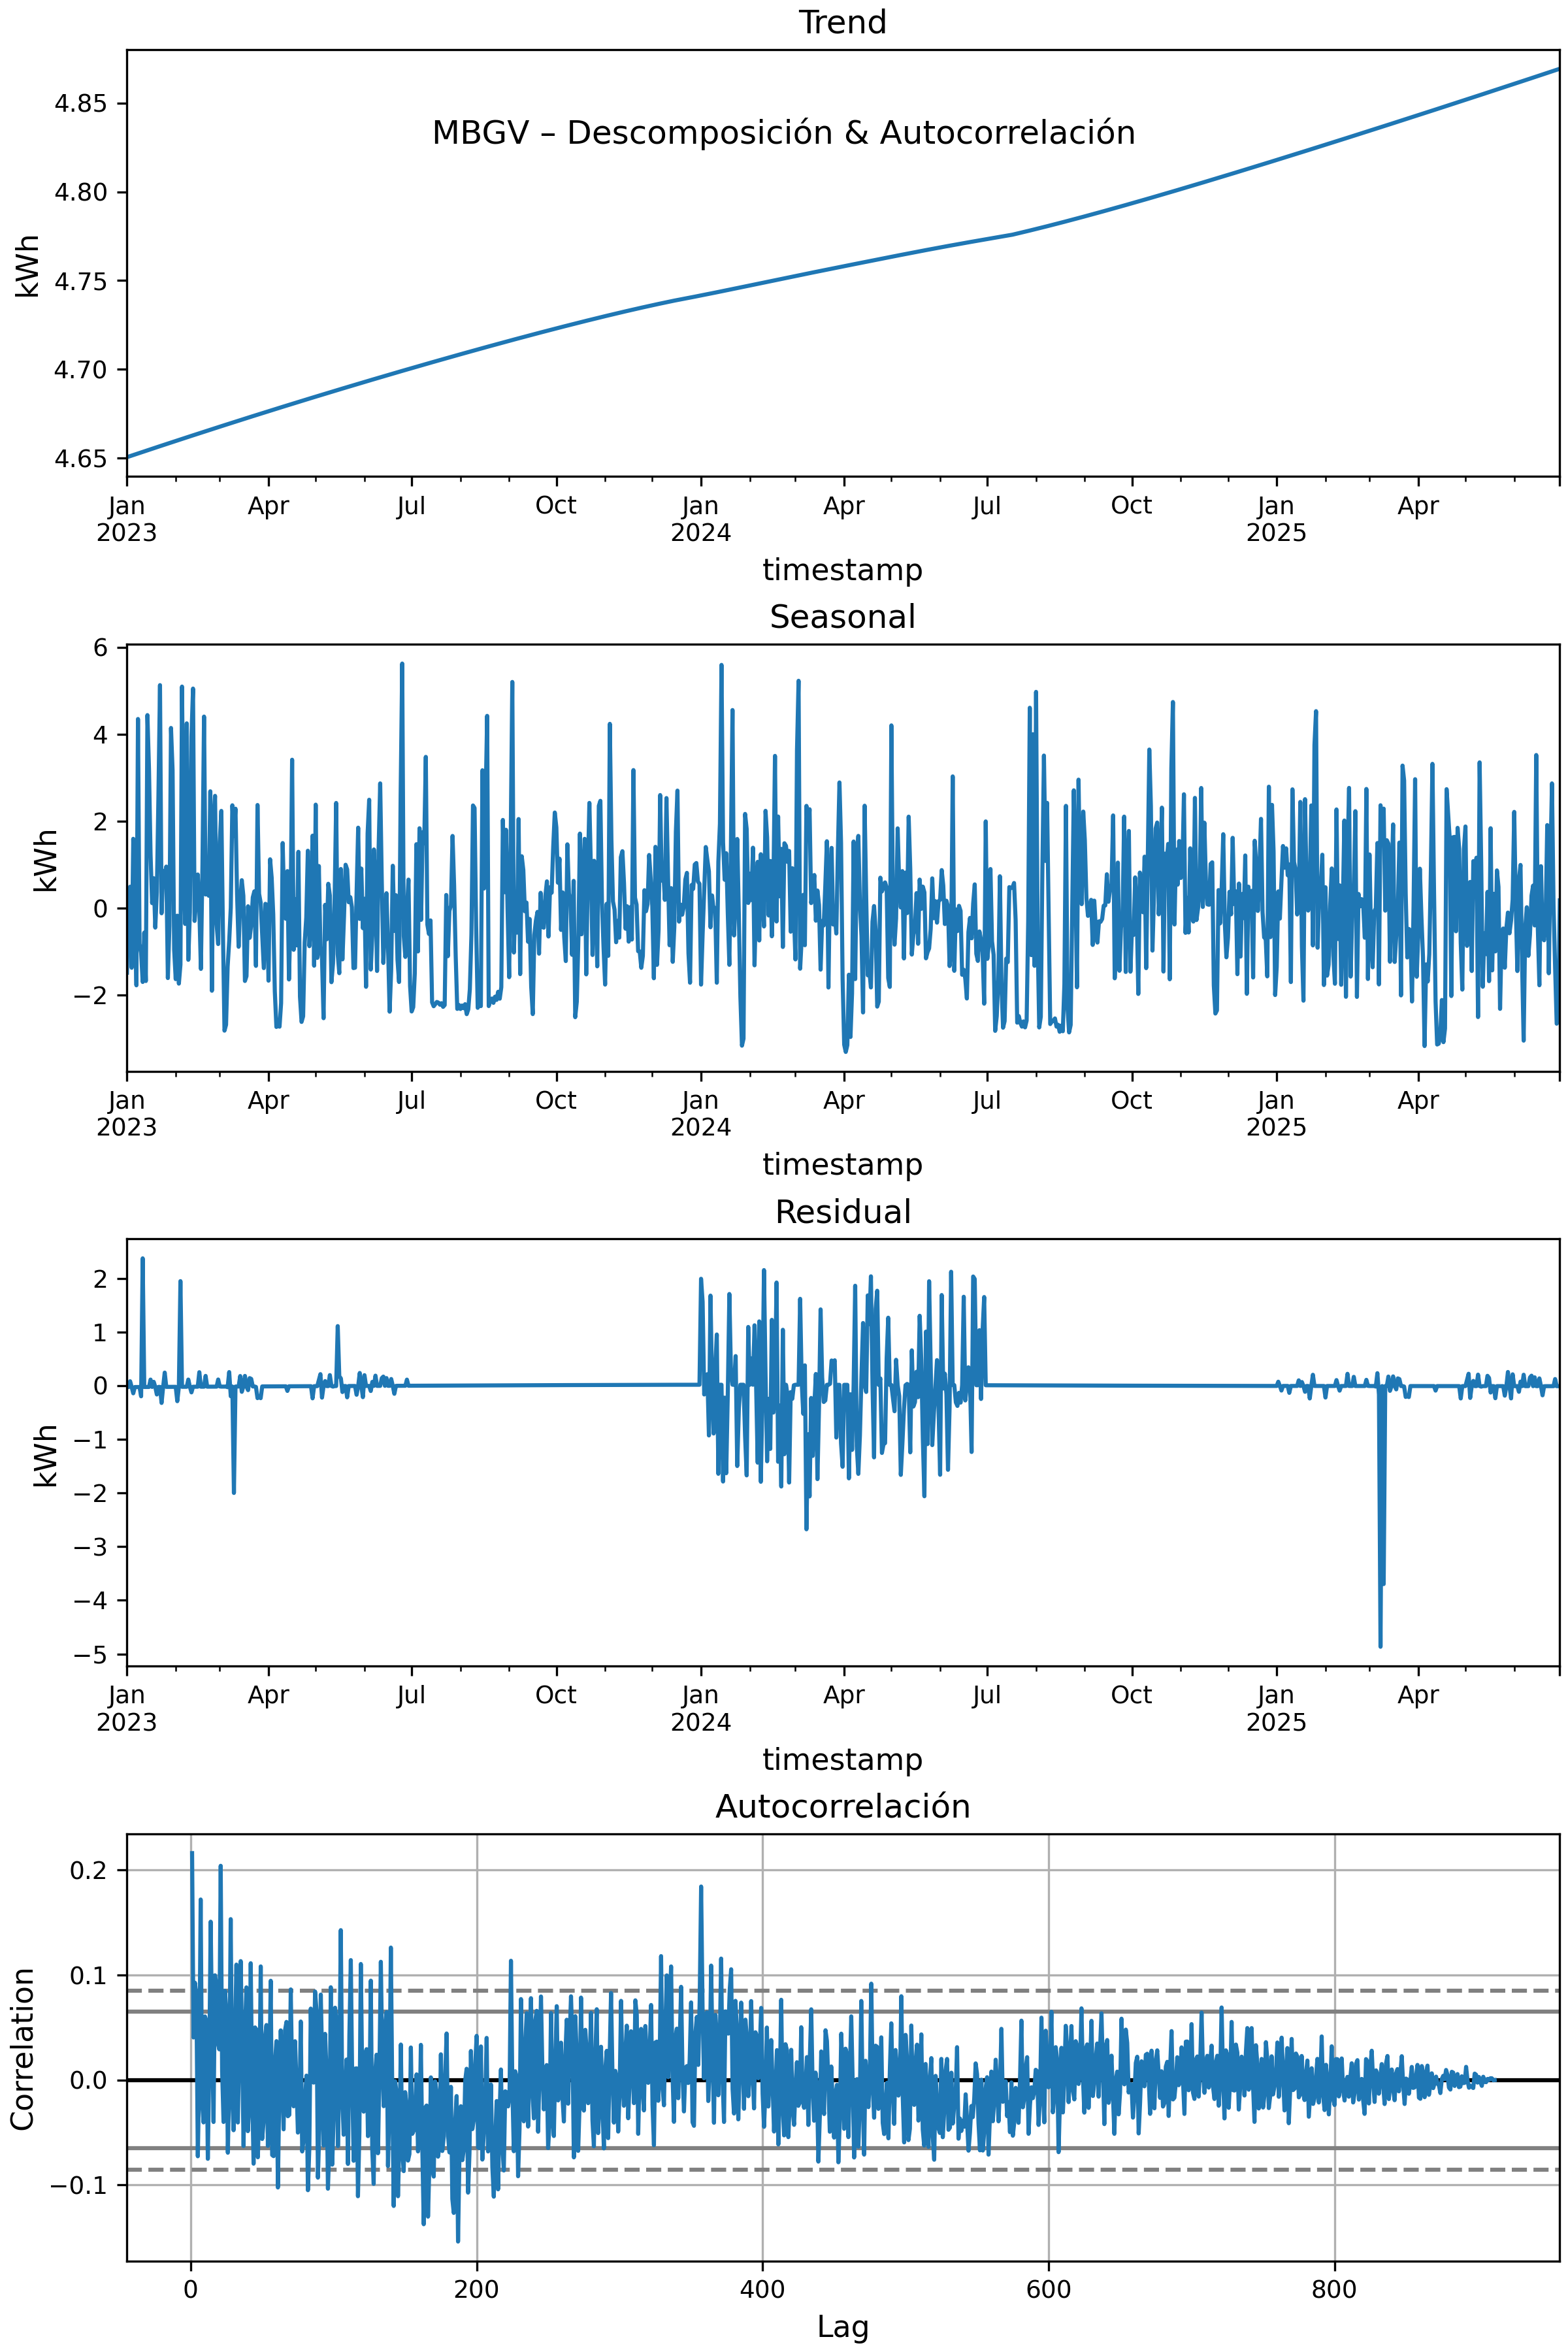 Trend
MBGV – Descomposición & Autocorrelación
kWh
4.85
4.80
4.75
4.70
4.65
Jan Apr Jul Oct Jan Apr Jul Oct Jan Apr
2023 2024 2025
timestamp
Seasonal
kWh
6
4
2
0
−2
Jan Apr Jul Oct Jan Apr Jul Oct Jan Apr
2023 2024 2025
timestamp
Residual
kWh
2
1
0
−1
−2
−3
−4
−5
Jan Apr Jul Oct Jan Apr Jul Oct Jan Apr
2023 2024 2025
timestamp
Autocorrelación
Correlation
0.2
0.1
0.0
−0.1
0 200 400 600 800
Lag